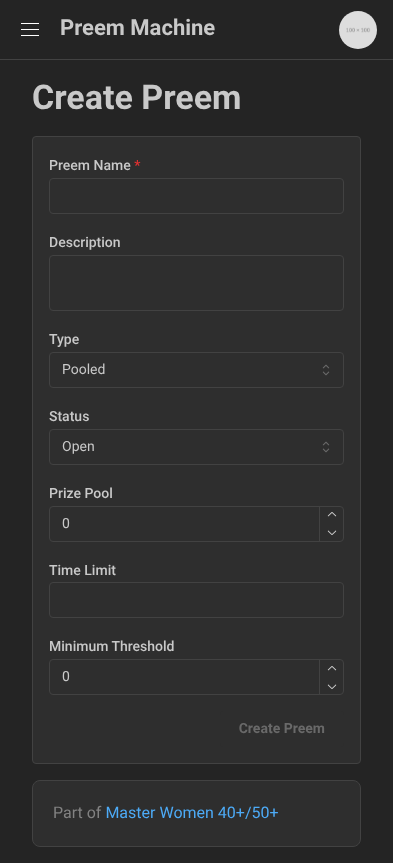 Preem Machine
100 × 100
Create Preem
Preem Name *
Description
Type
Pooled
Status
Open
Prize Pool
0
Time Limit
Minimum Threshold
0
Create Preem
Part of Master Women 40+/50+